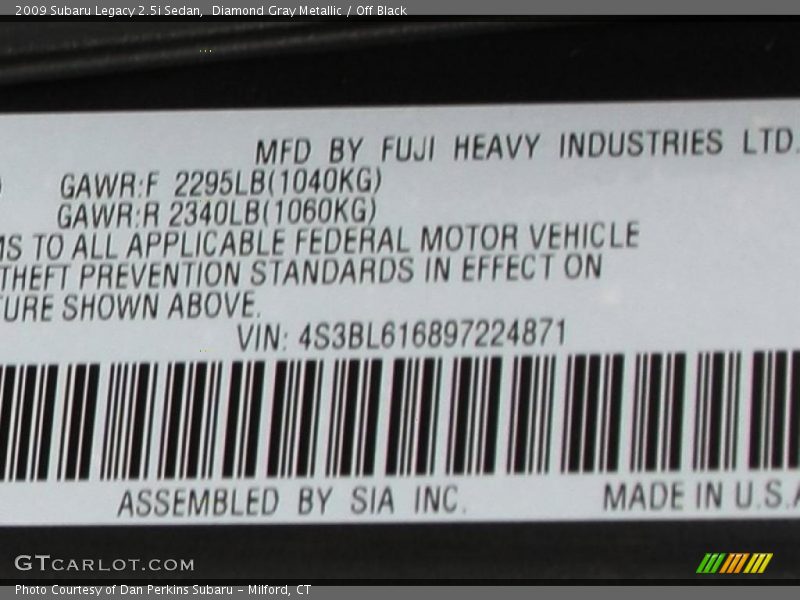 2009 Subaru Legacy 2.5i Sedan, Diamond Gray Metallic / Off Black
MFD BY FUJI HEAVY INDUSTRIES LTD.
GAWR:F 2295LB(1040KG)
GAWR:R 2340LB(1060KG)
MS TO ALL APPLICABLE FEDERAL MOTOR VEHICLE
THEFT PREVENTION STANDARDS IN EFFECT ON
TURE SHOWN ABOVE.
VIN: 4S3BL616897224871
ASSEMBLED BY SIA INC.
MADE IN U.S.A
GTCARLOT.COM
Photo Courtesy of Dan Perkins Subaru - Milford, CT